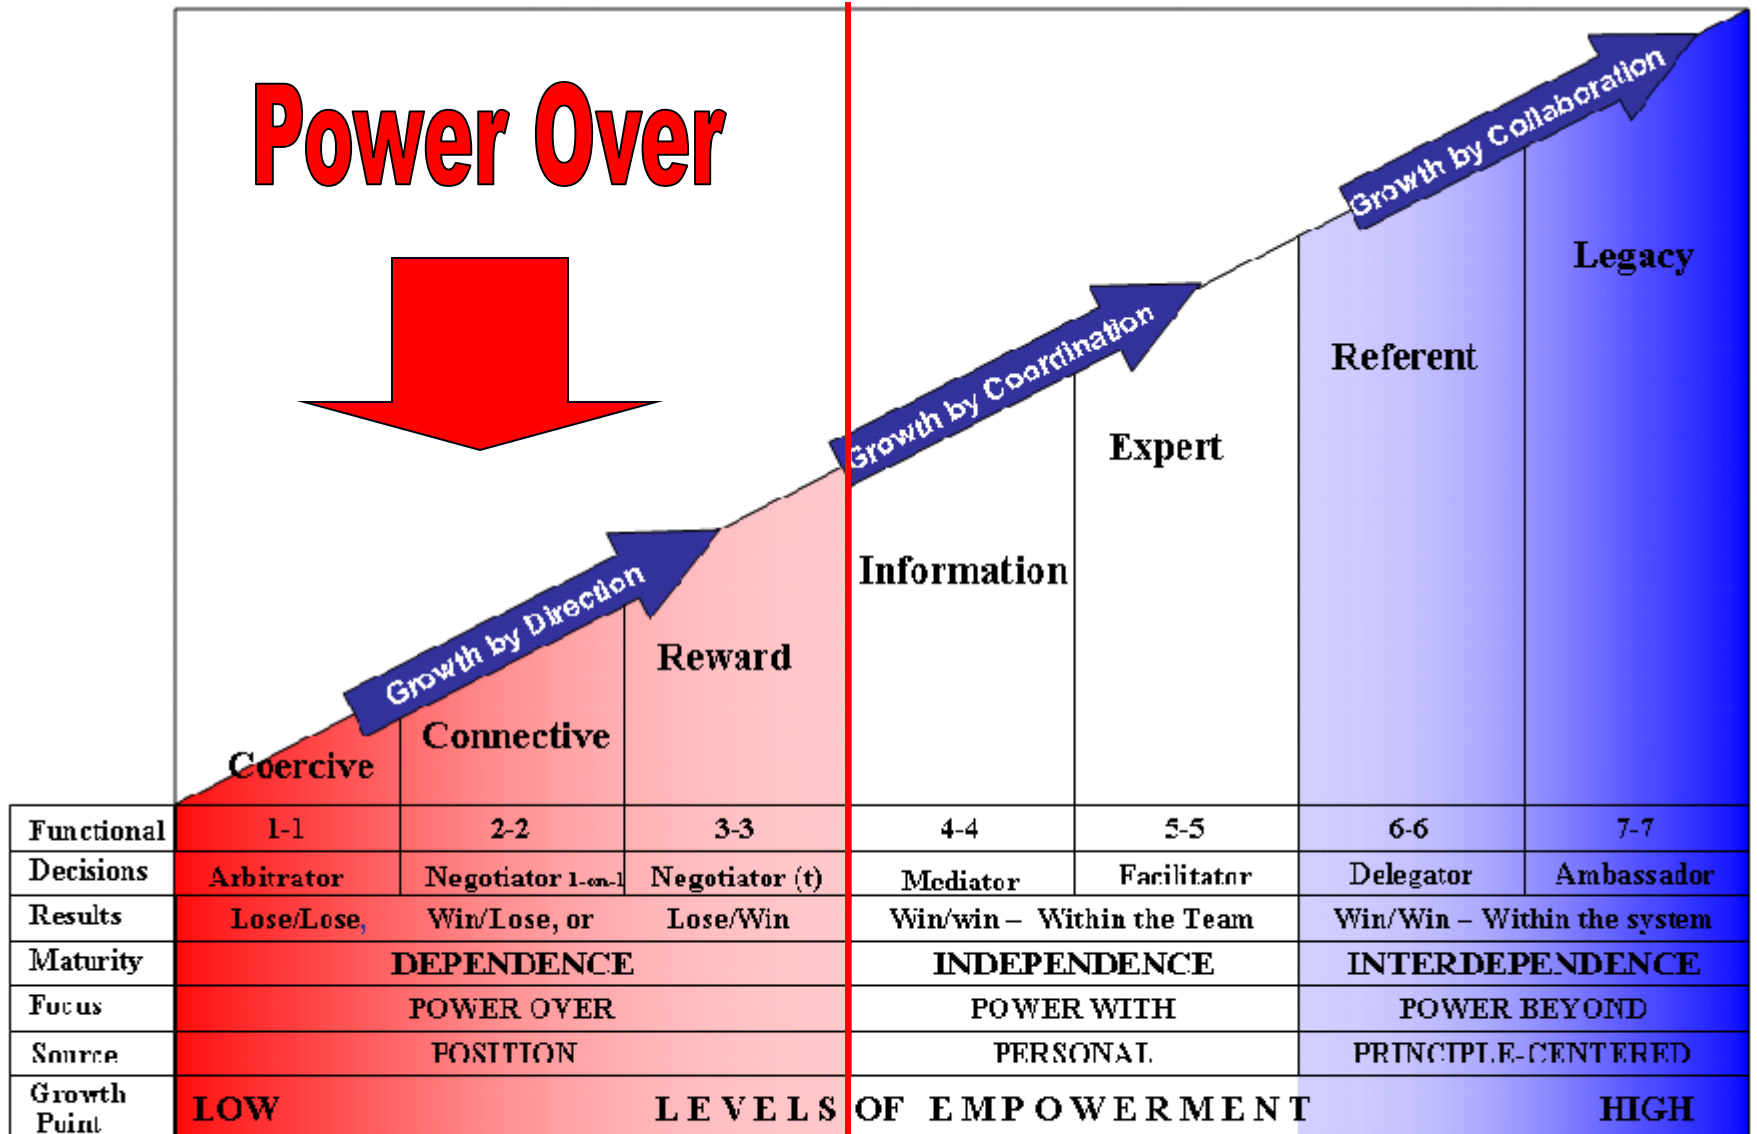 Power Over
Growth by Collaboration
Legacy
Growth by Coordination
Referent
Expert
Growth by Direction
Information
Reward
Connective
Coercive
Functional 1-1 2-2 3-3 4-4 5-5 6-6 7-7
Decisions Arbitrator Negotiator 1-on-1 Negotiator (t) Mediator Facilitator Delegator Ambassador
Results Lose/Lose, Win/Lose, or Lose/Win Win/win – Within the Team Win/Win – Within the system
Maturity DEPENDENCE INDEPENDENCE INTERDEPENDENCE
Focus POWER OVER POWER WITH POWER BEYOND
Source POSITION PERSONAL PRINCIPLE-CENTERED
Growth
Point LOW LEVELS OF EMPOWERMENT HIGH